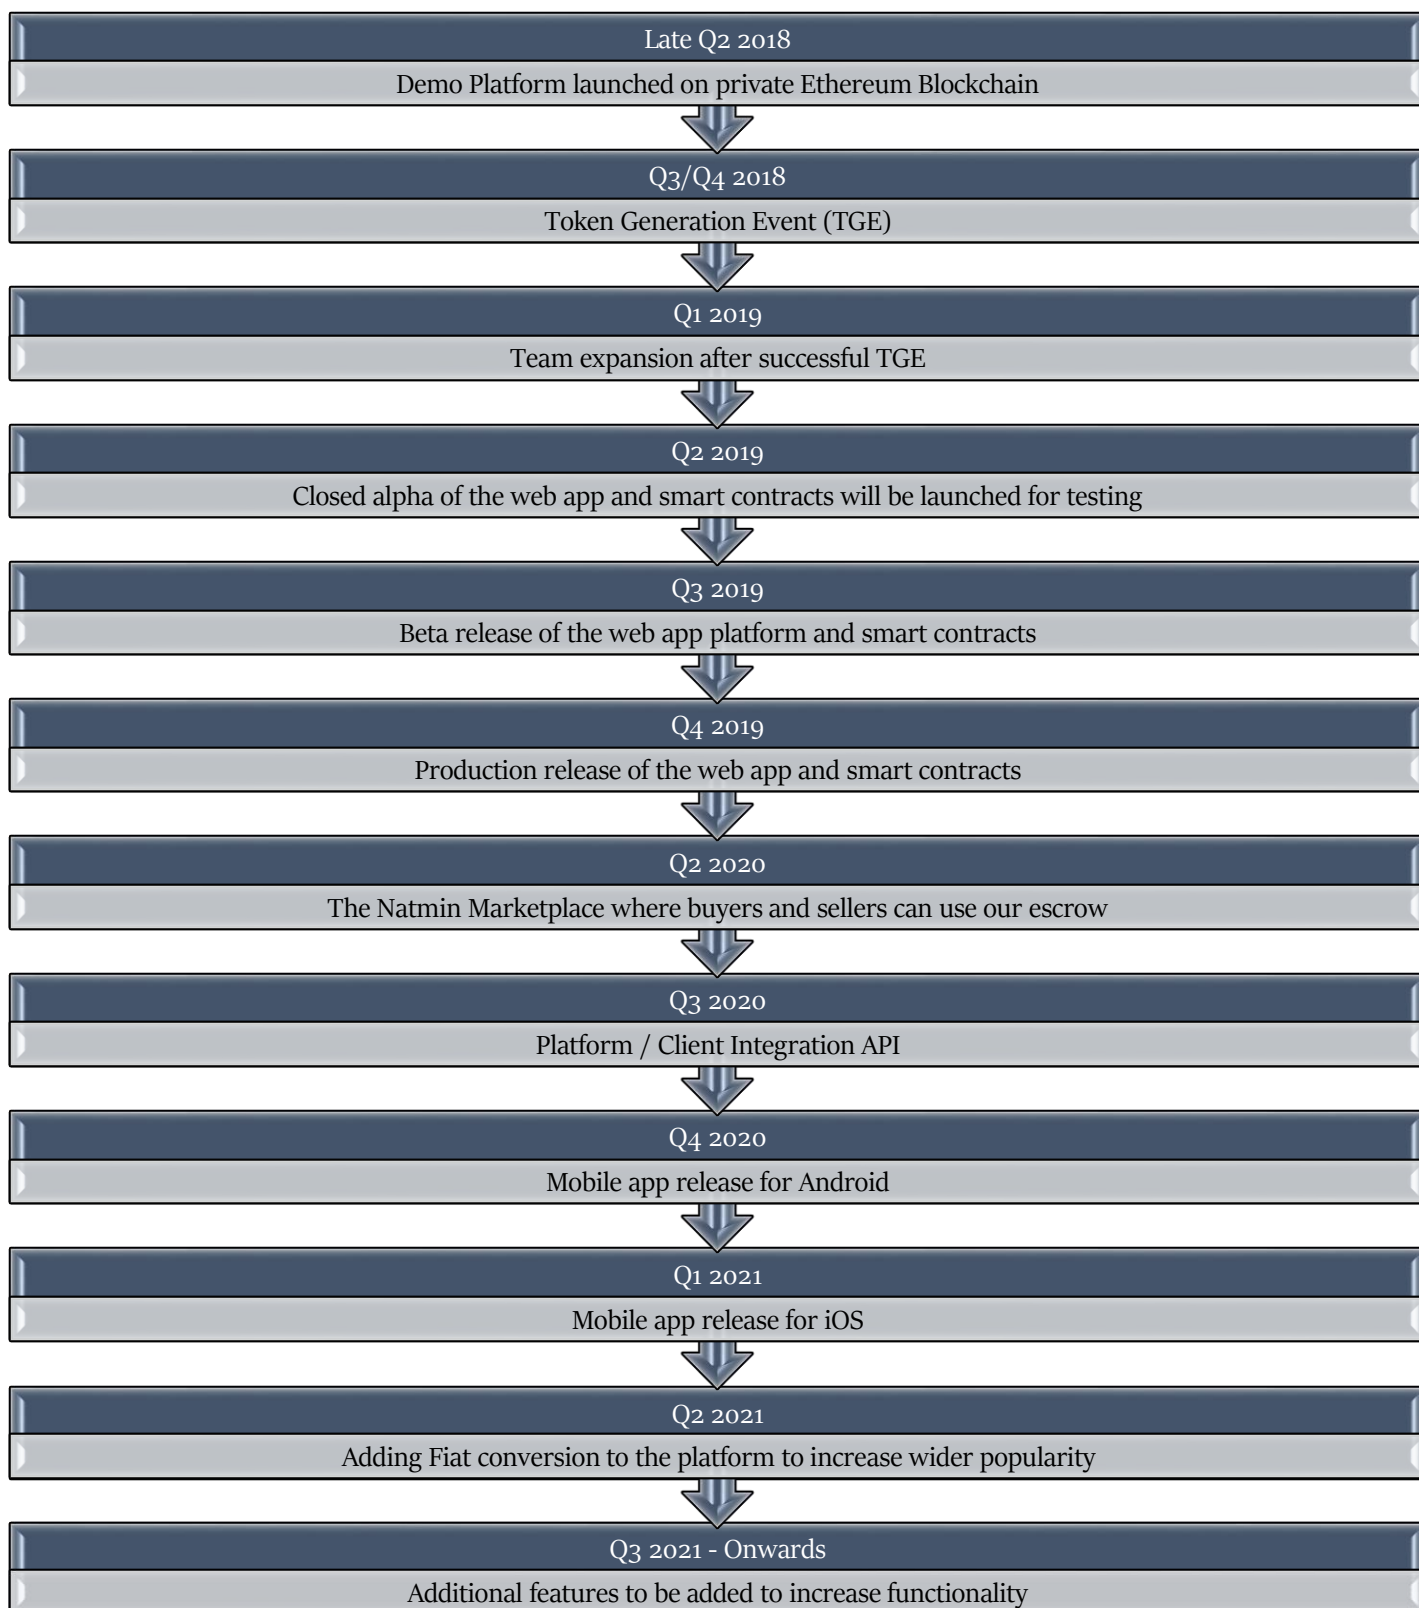 Late Q2 2018
Demo Platform launched on private Ethereum Blockchain
Q3/Q4 2018
Token Generation Event (TGE)
Q1 2019
Team expansion after successful TGE
Q2 2019
Closed alpha of the web app and smart contracts will be launched for testing
Q3 2019
Beta release of the web app platform and smart contracts
Q4 2019
Production release of the web app and smart contracts
Q2 2020
The Natmin Marketplace where buyers and sellers can use our escrow
Q3 2020
Platform / Client Integration API
Q4 2020
Mobile app release for Android
Q1 2021
Mobile app release for iOS
Q2 2021
Adding Fiat conversion to the platform to increase wider popularity
Q3 2021 - Onwards
Additional features to be added to increase functionality